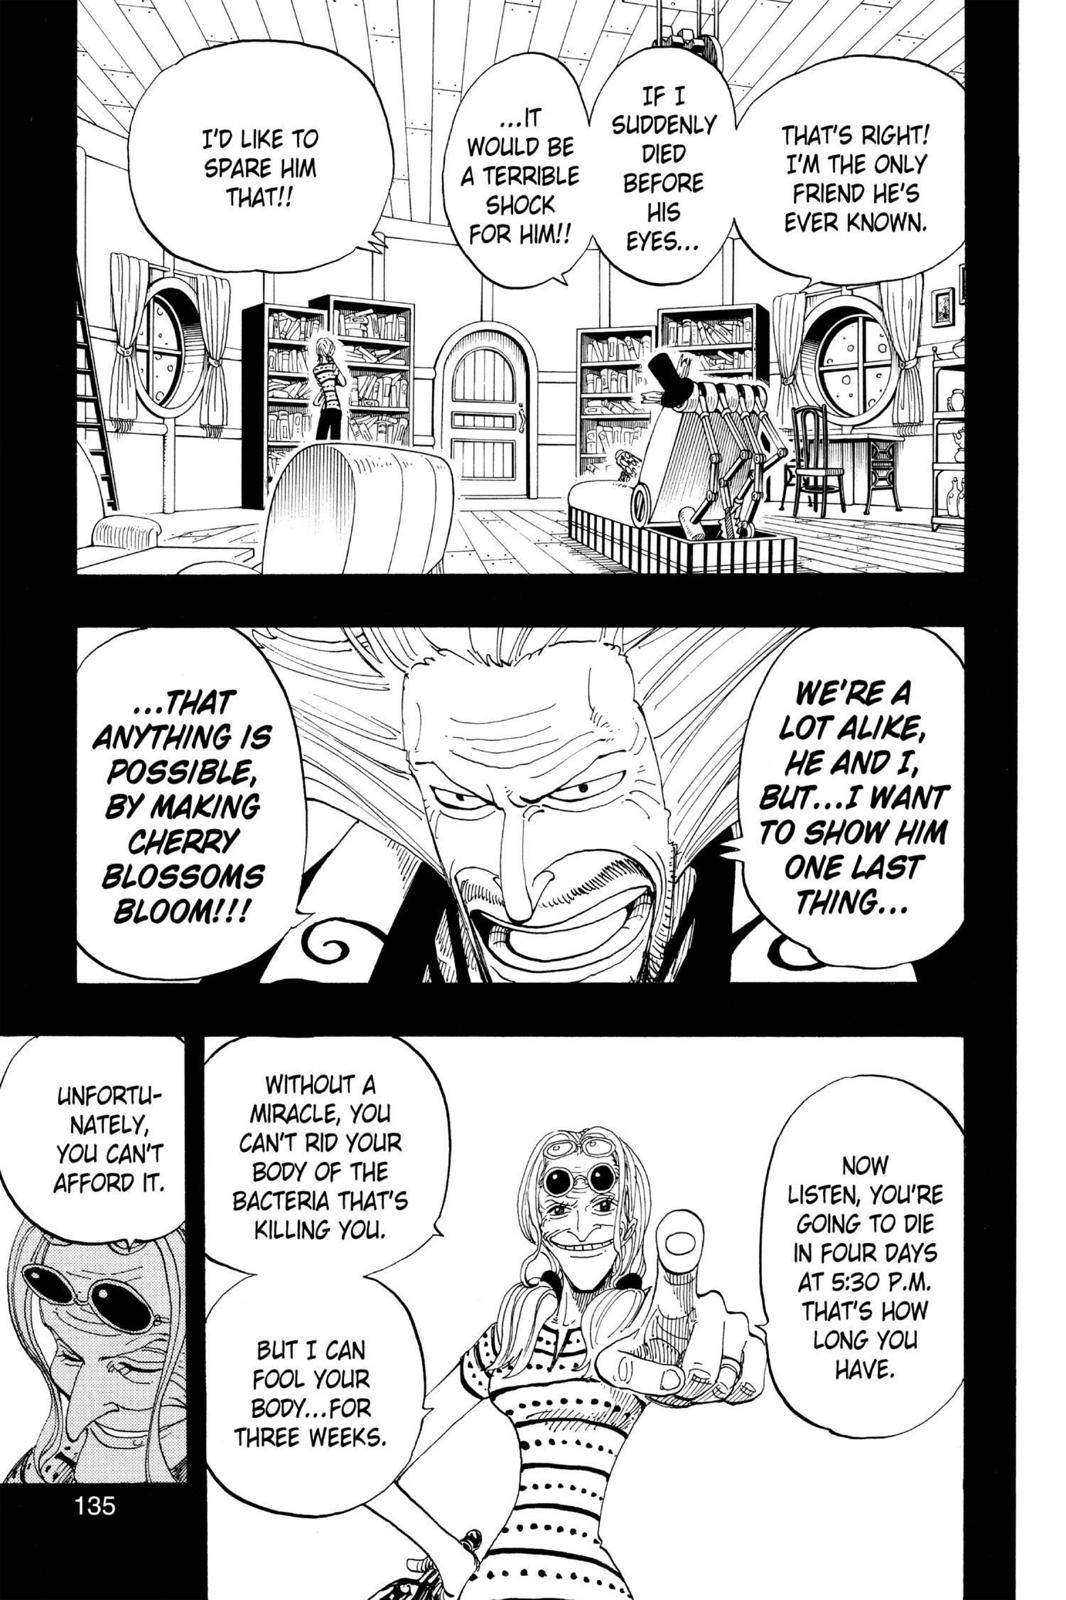 THAT'S RIGHT!
I'M THE ONLY
FRIEND HE'S
EVER KNOWN.
IF I
SUDDENLY
DIED
BEFORE
HIS
EYES...
...IT
WOULD BE
A TERRIBLE
SHOCK
FOR HIM!!
I'D LIKE TO
SPARE HIM
THAT!!
WE'RE A
LOT ALIKE,
HE AND I,
BUT...I WANT
TO SHOW HIM
ONE LAST
THING...
...THAT
ANYTHING IS
POSSIBLE,
BY MAKING
CHERRY
BLOSSOMS
BLOOM!!!
NOW
LISTEN, YOU'RE
GOING TO DIE
IN FOUR DAYS
AT 5:30 P.M.
THAT'S HOW
LONG YOU
HAVE.
WITHOUT A
MIRACLE, YOU
CAN'T RID YOUR
BODY OF THE
BACTERIA THAT'S
KILLING YOU.
BUT I CAN
FOOL YOUR
BODY...FOR
THREE WEEKS.
UNFORTU-
NATELY,
YOU CAN'T
AFFORD IT.
135